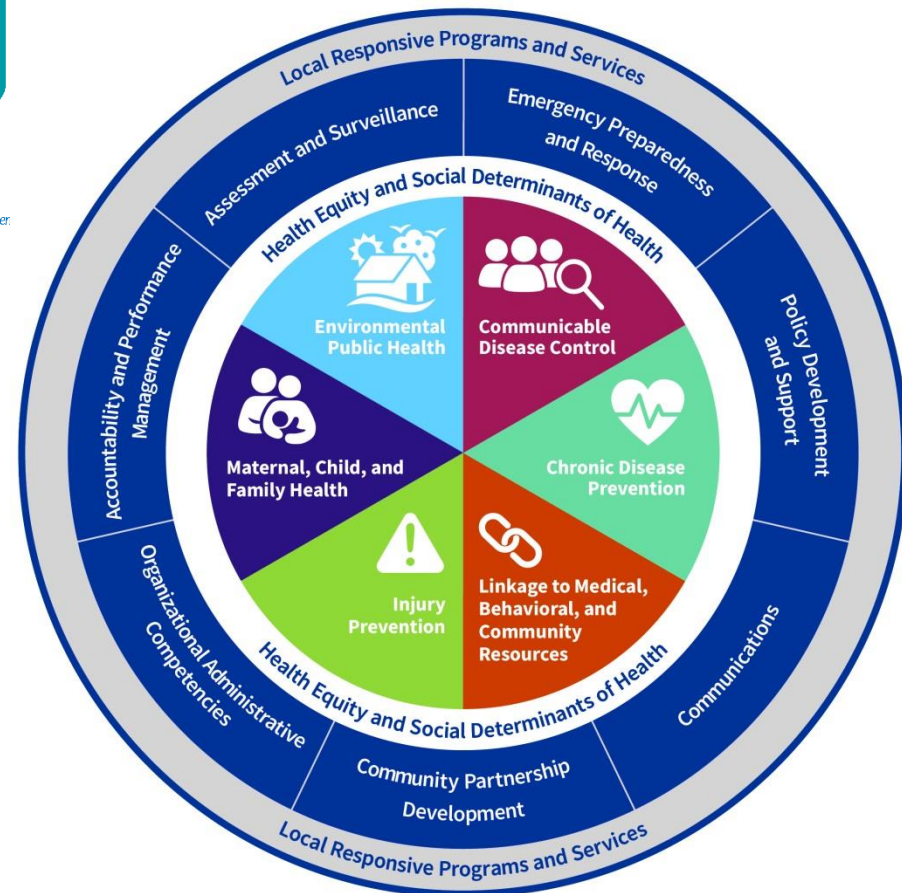 Local Responsive Programs and Services
Assessment and Surveillance
Emergency Preparedness
and Response
Health Equity and Social Determinants of Health
er
Accountability and Performance
Management
Environmental
Public Health
Communicable
Disease Control
Policy Development
and Support
Maternal, Child, and
Family Health
Chronic Disease
Prevention
Injury
Prevention
Linkage to Medical,
Behavioral, and
Community
Resources
Organizational Administrative
Competencies
Communications
Health Equity and Social Determinants of Health
Community Partnership
Development
Local Responsive Programs and Services